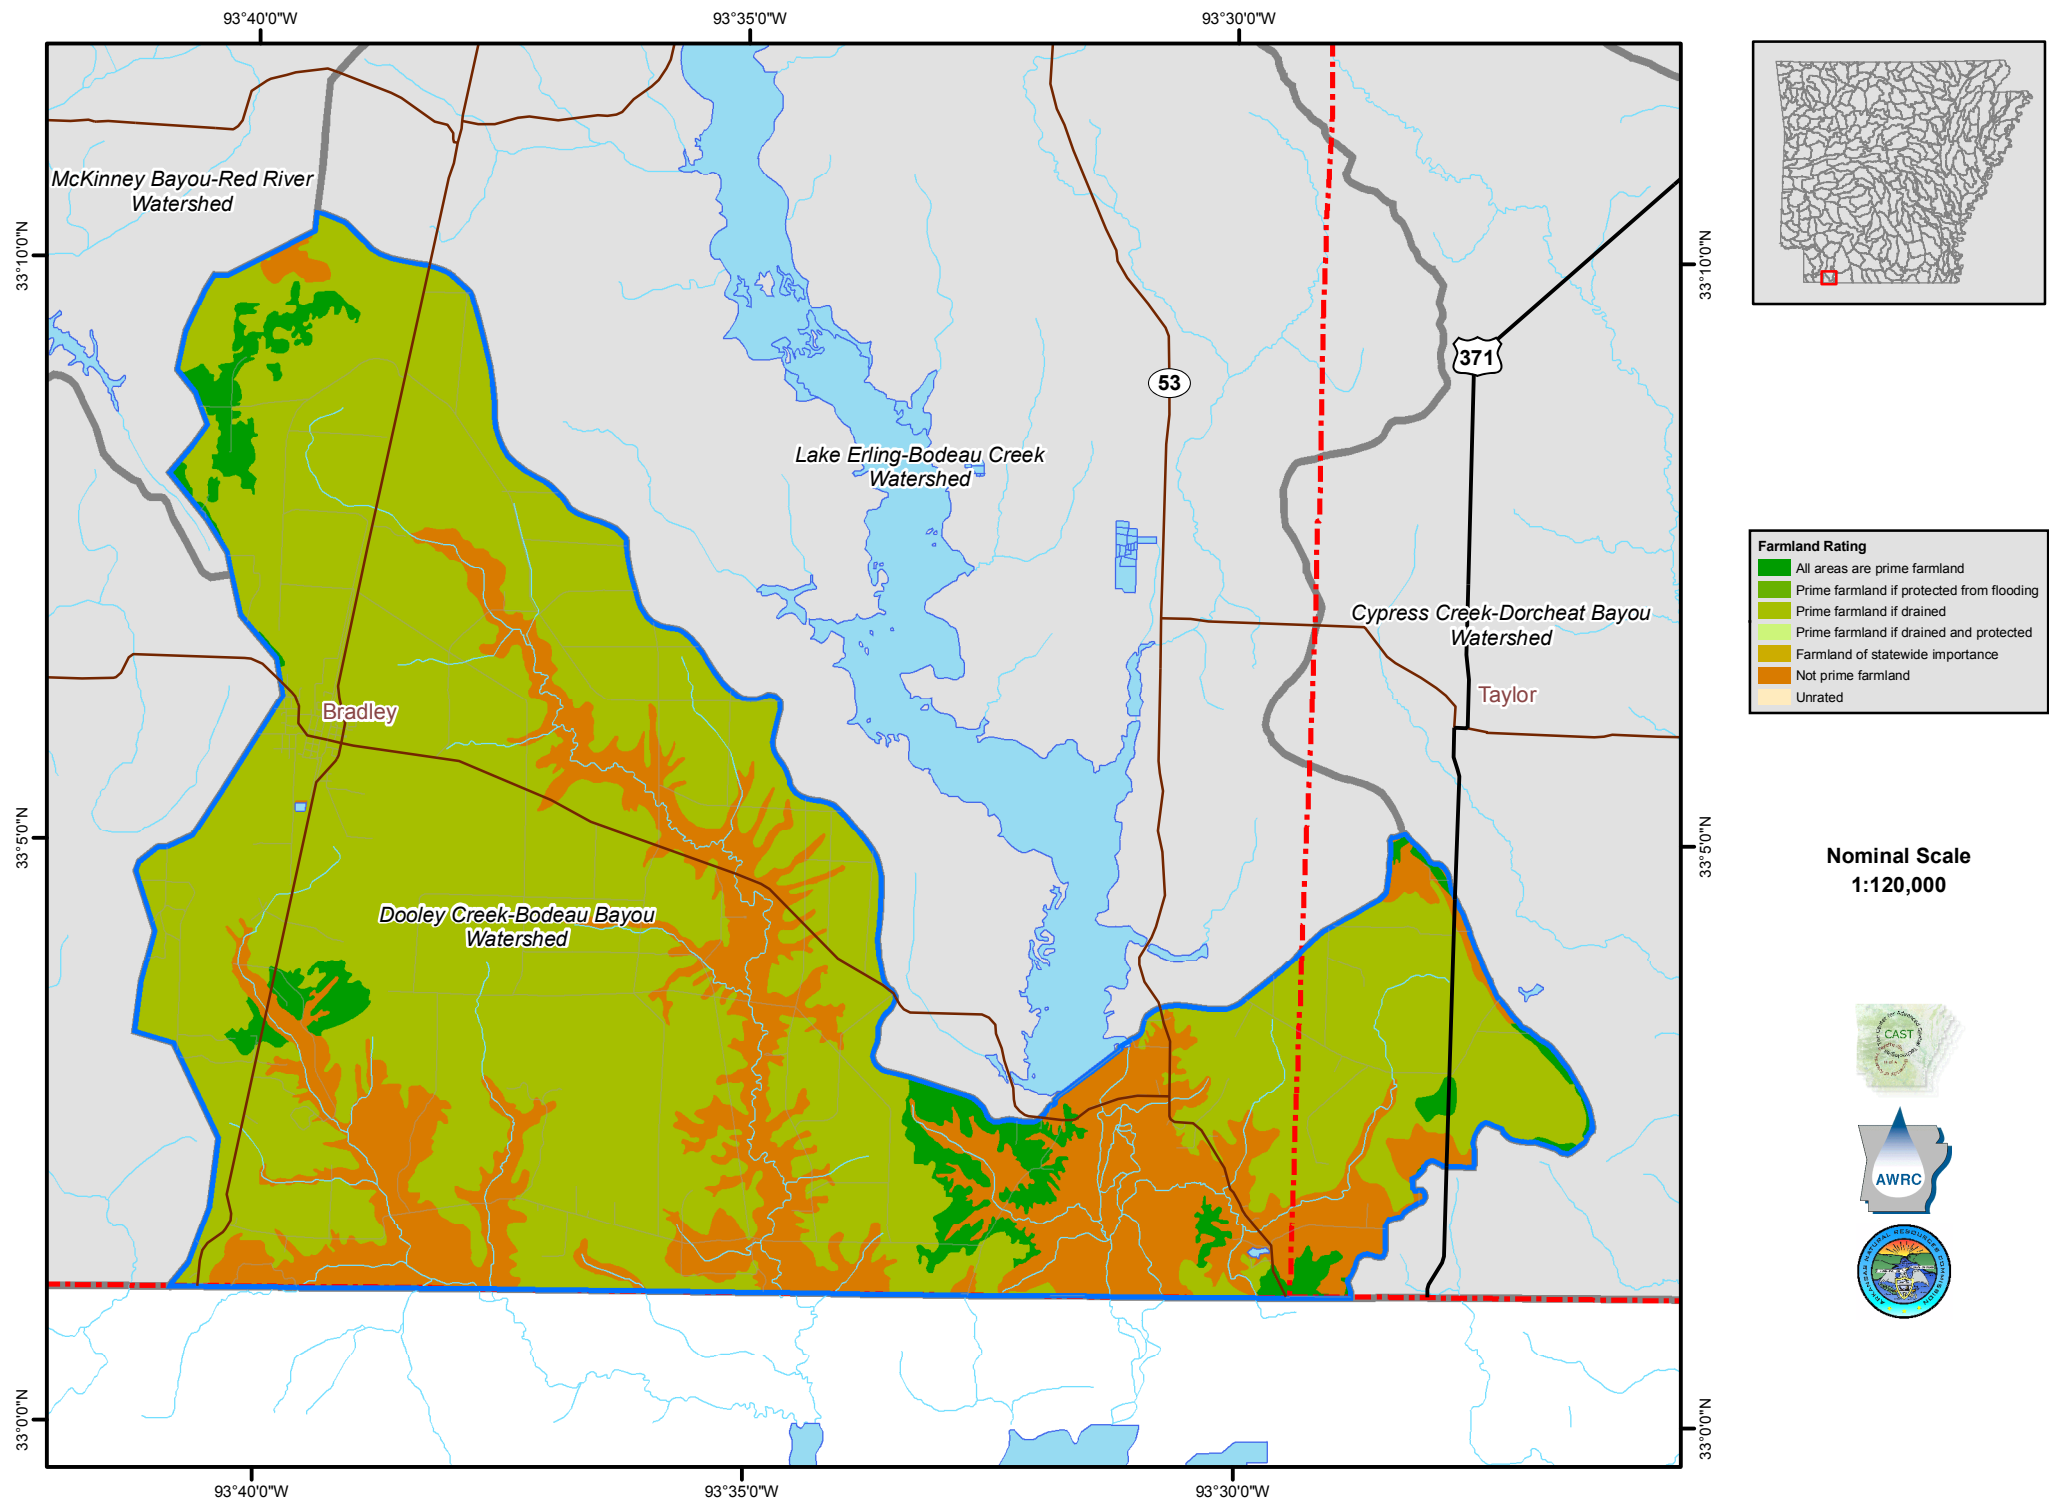 93°40'0"W
93°35'0"W
93°30'0"W
33°10'0"N
33°10'0"N
McKinney Bayou-Red River
Watershed
371
53
Lake Erling-Bodeau Creek
Watershed
Farmland Rating
All areas are prime farmland
Prime farmland if protected from flooding
Prime farmland if drained
Prime farmland if drained and protected
Farmland of statewide importance
Not prime farmland
Unrated
Cypress Creek-Dorcheat Bayou
Watershed
Taylor
Bradley
33°5'0"N
33°5'0"N
Nominal Scale
1:120,000
Dooley Creek-Bodeau Bayou
Watershed
CAST
AWRC
ARKANSAS NATURAL RESOURCES COMMISSION
33°0'0"N
33°0'0"N
93°40'0"W
93°35'0"W
93°30'0"W